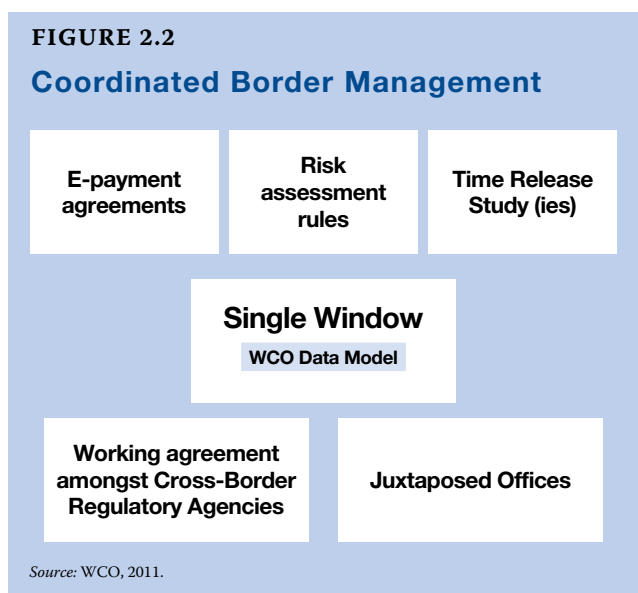 FIGURE 2.2
Coordinated Border Management
E-payment
agreements
Risk
assessment
rules
Time Release
Study (ies)
Single Window
WCO Data Model
Working agreement
amongst Cross-Border
Regulatory Agencies
Juxtaposed Offices
Source: WCO, 2011.